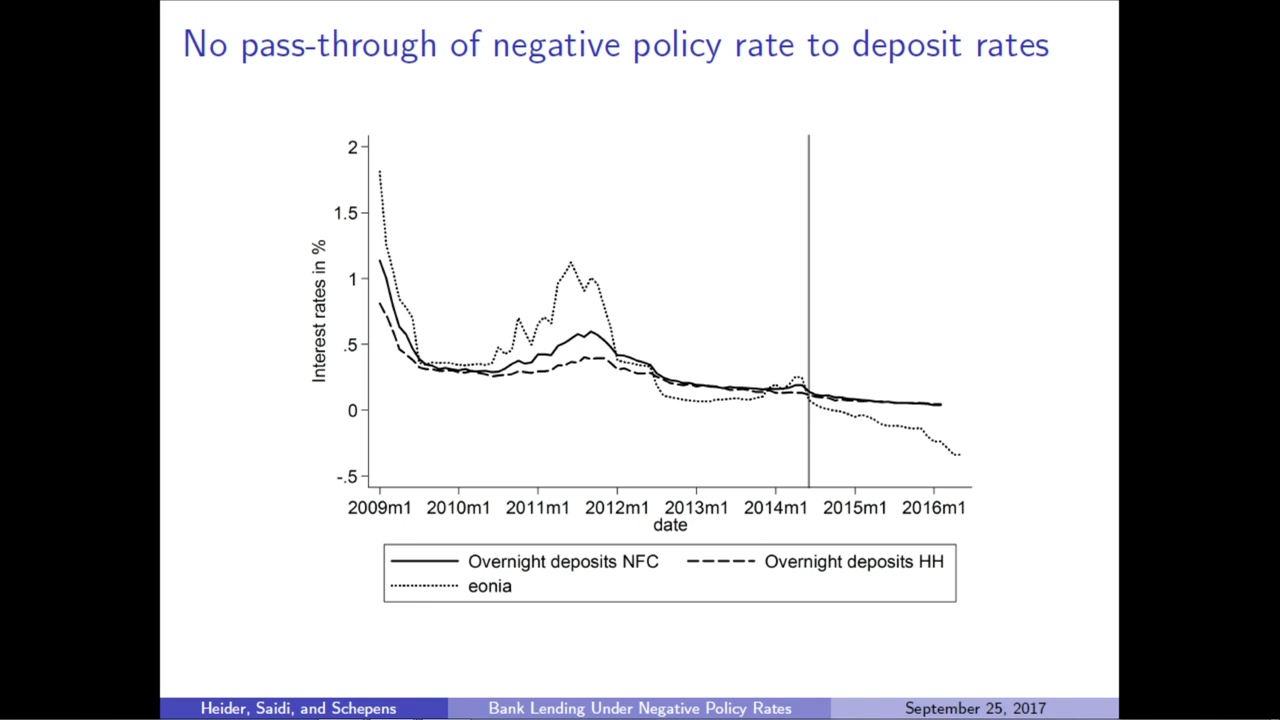 No pass-through of negative policy rate to deposit rates
2
1.5
1
.5
0
-.5
Interest rates in %
2009m1 2010m1 2011m1 2012m1 2013m1 2014m1 2015m1 2016m1
date
Overnight deposits NFC Overnight deposits HH
eonia
Heider, Saidi, and Schepens Bank Lending Under Negative Policy Rates September 25, 2017